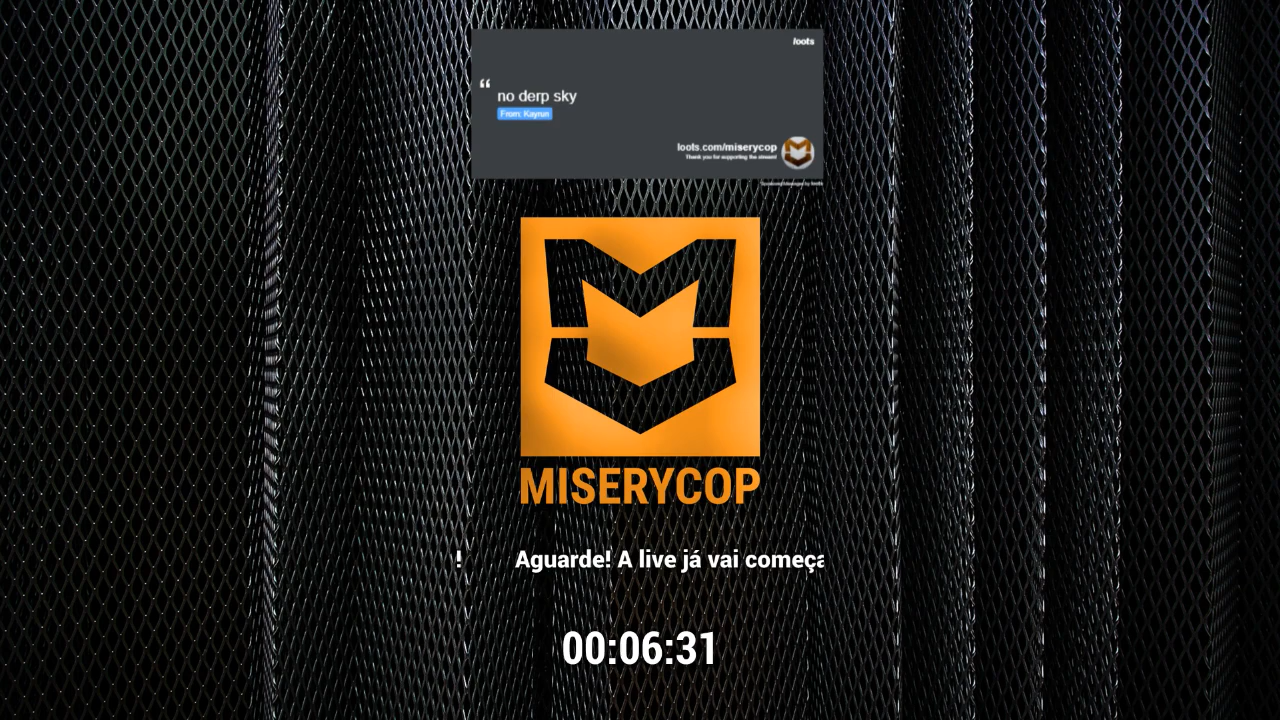 loots
“
no derp sky
From: Kayrun
loots.com/miserycop
Thank you for supporting the stream!
MISERYCOP
! Aguarde! A live já vai começa
00:06:31